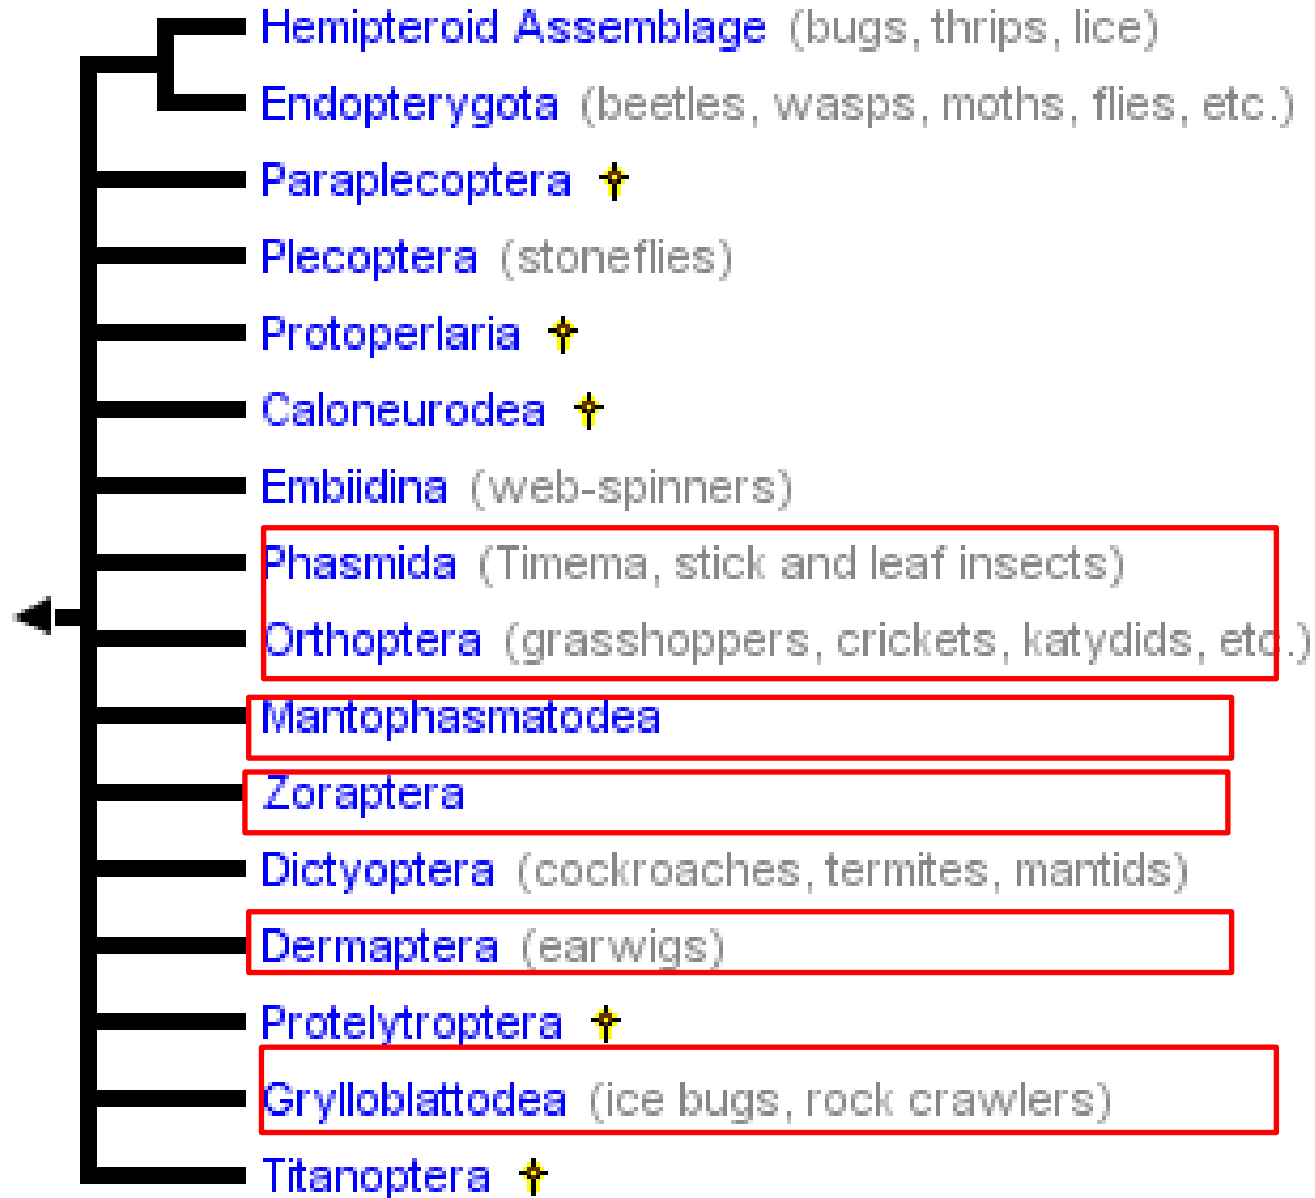 Hemipteroid Assemblage (bugs, thrips, lice)
Endopterygota (beetles, wasps, moths, flies, etc.)
Paraplecoptera
Plecoptera (stoneflies)
Protoperlaria
Caloneurodea
Embiidina (web-spinners)
Phasmida (Timema, stick and leaf insects)
Orthoptera (grasshoppers, crickets, katydids, etc.)
Mantophasmatodea
Zoraptera
Dictyoptera (cockroaches, termites, mantids)
Dermaptera (earwigs)
Protelytroptera
Grylloblattodea (ice bugs, rock crawlers)
Titanoptera